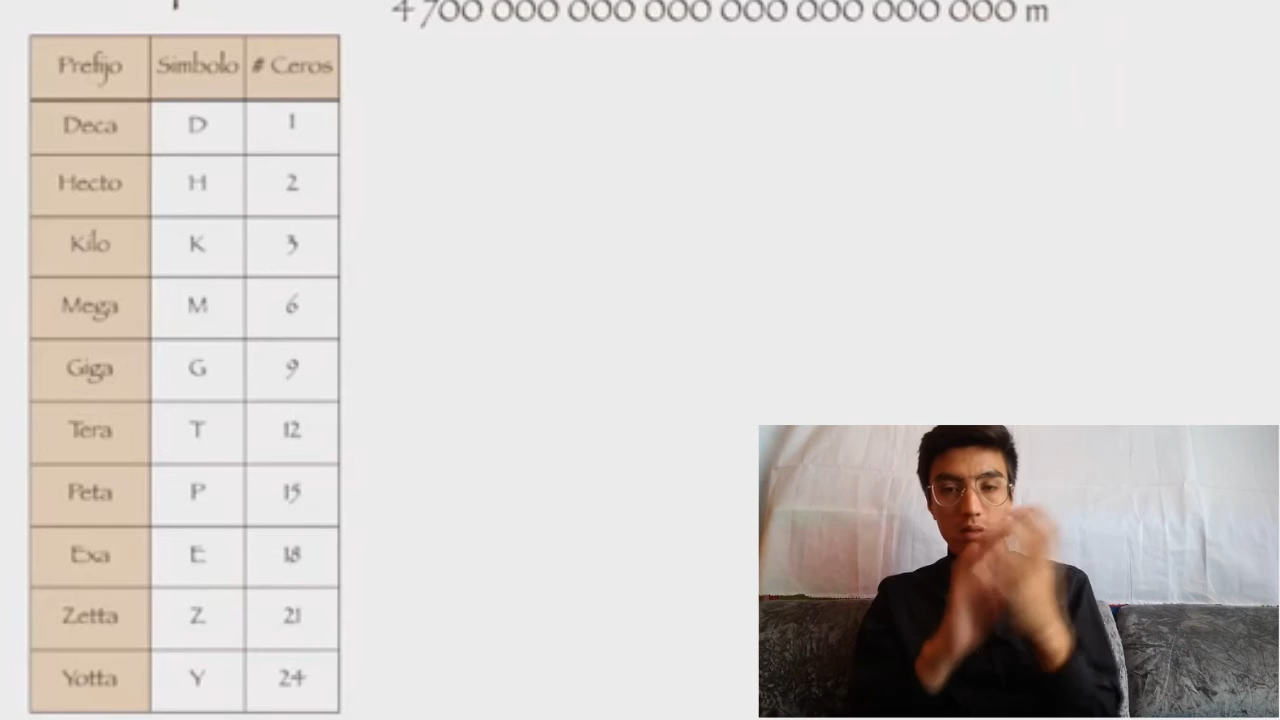 4 700 000 000 000 000 000 000 000 m
Prefijo Simbolo # Ceros
Deca D 1
Hecto H 2
Kilo K 3
Mega M 6
Giga G 9
Tera T 12
Peta P 15
Exa E 18
Zetta Z 21
Yotta Y 24